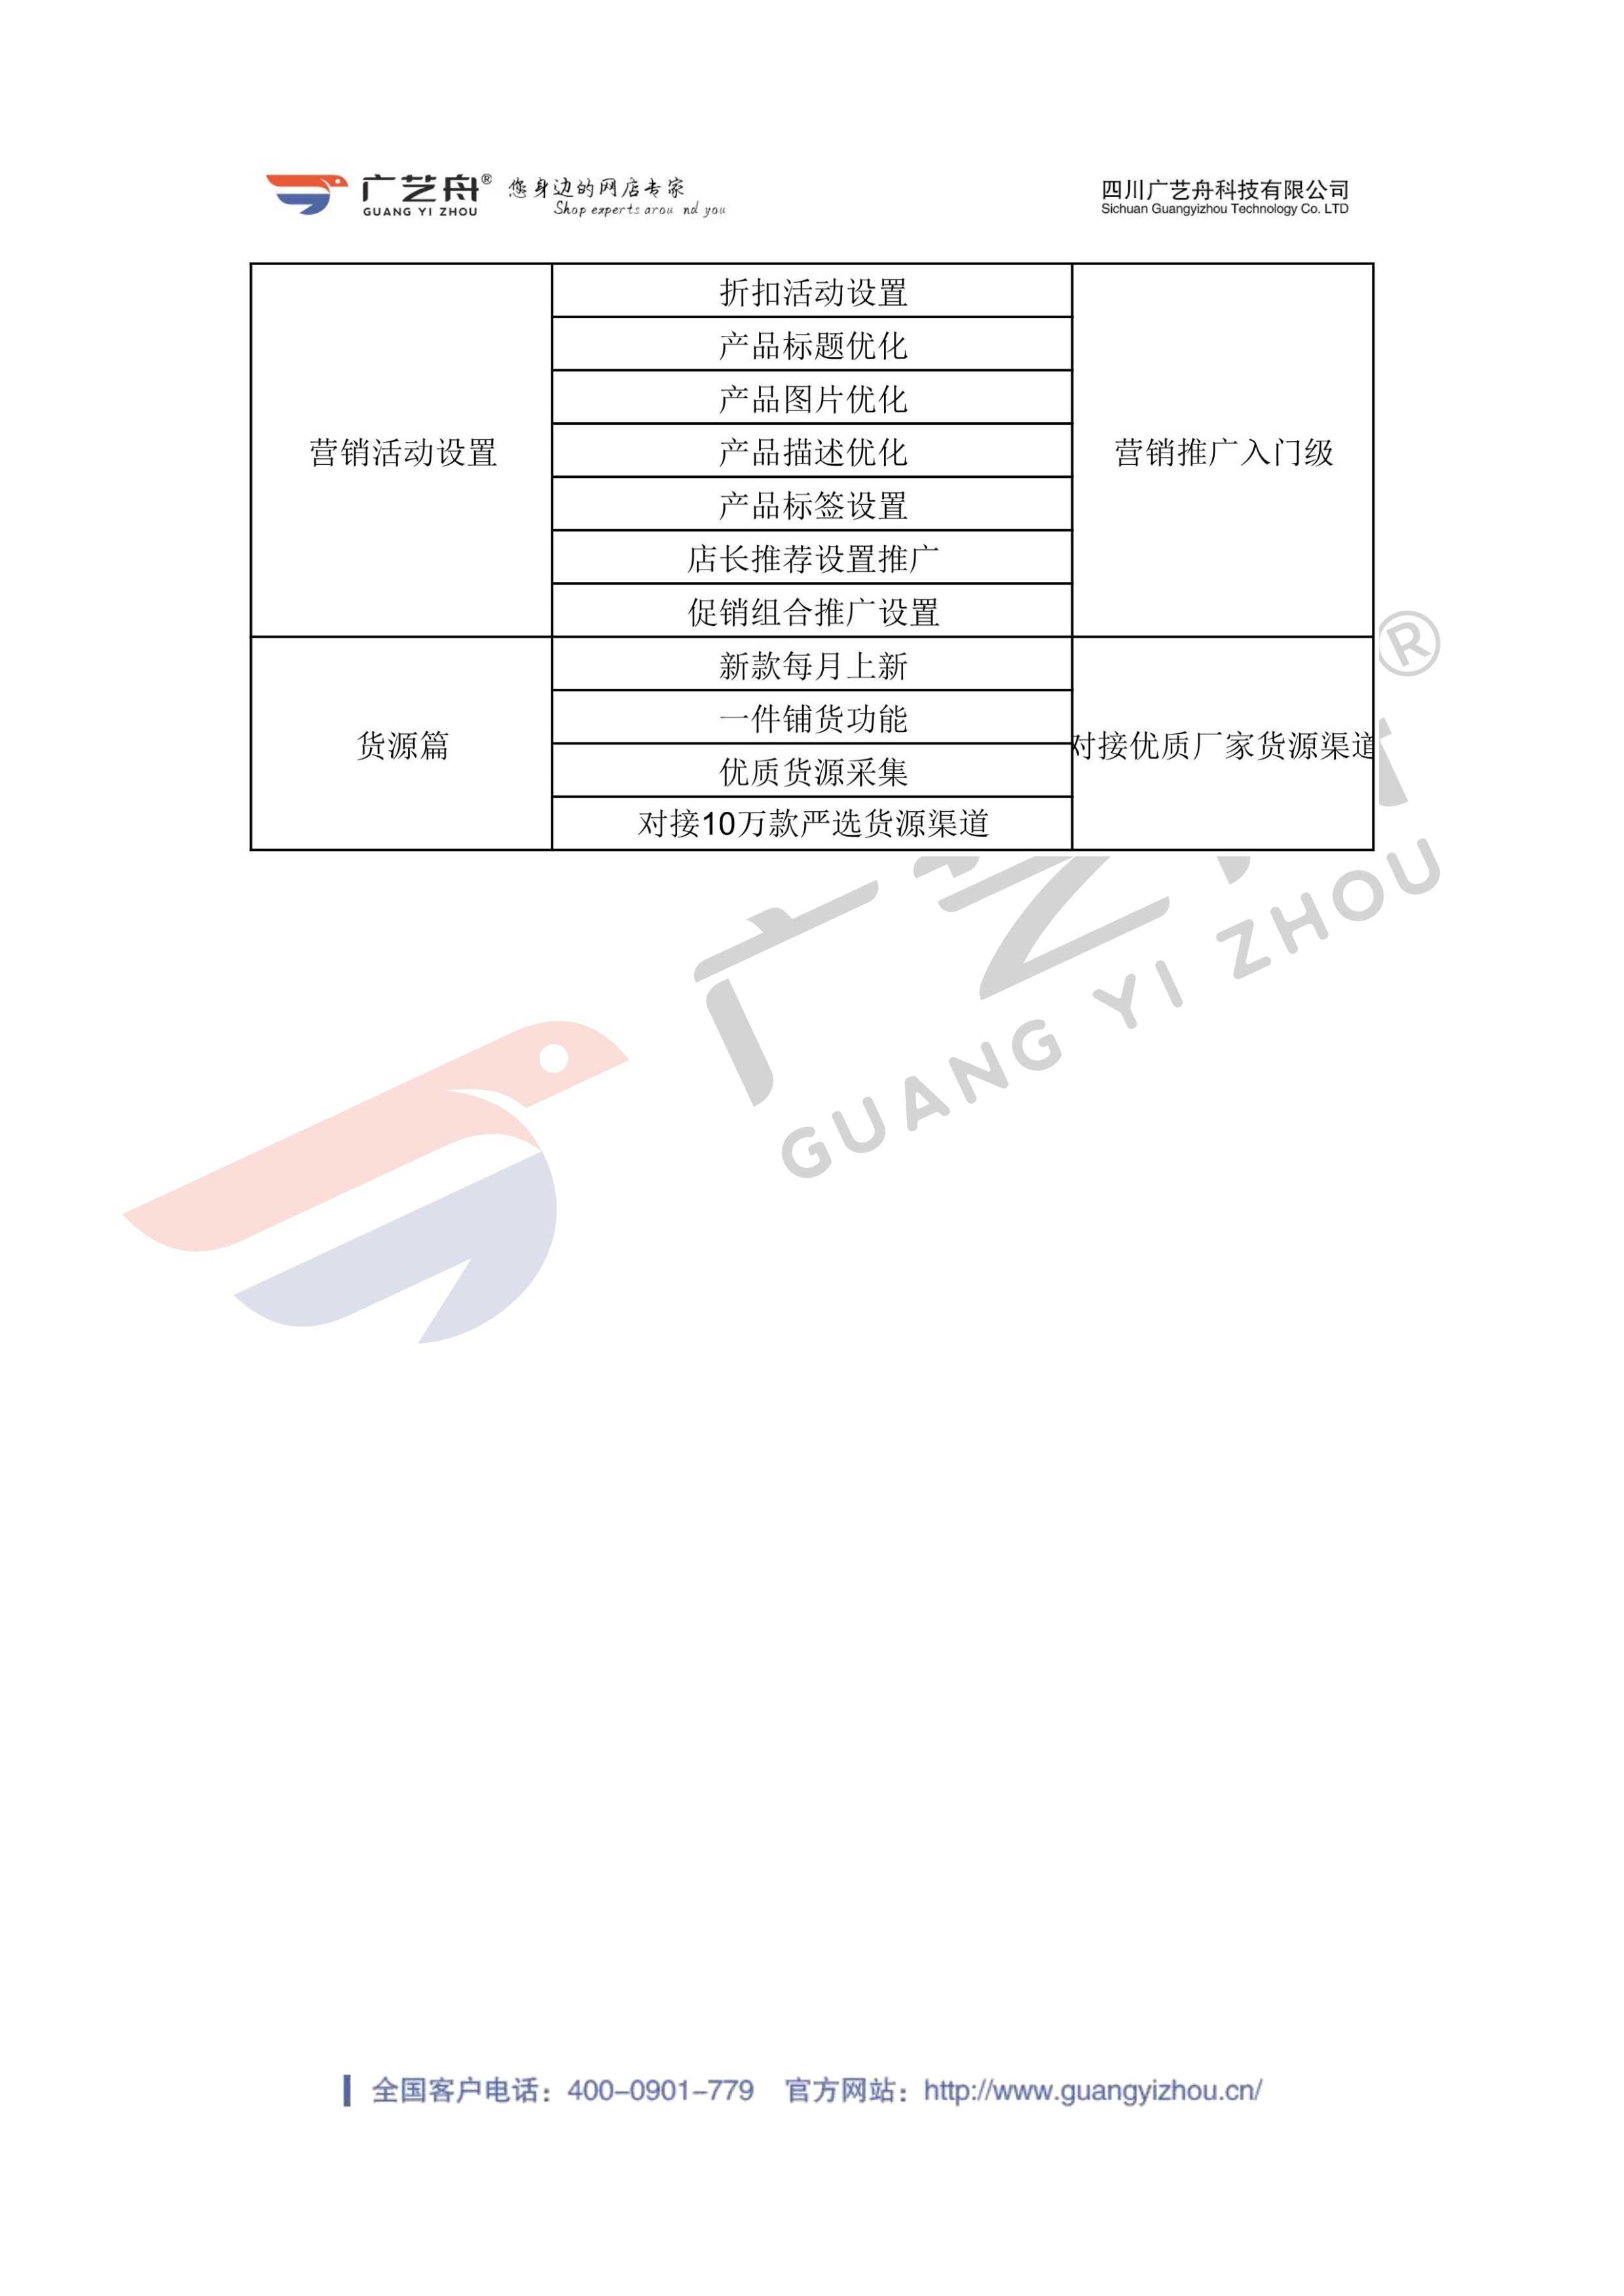 广艺舟®
GUANG YI ZHOU
您身边的网店专家
Shop experts arou nd you
四川广艺舟科技有限公司
Sichuan Guangyizhou Technology Co. LTD
营销活动设置
折扣活动设置
产品标题优化
产品图片优化
产品描述优化
产品标签设置
店长推荐设置推广
促销组合推广设置
营销推广入门级
货源篇
新款每月上新
一件铺货功能
优质货源采集
对接10万款严选货源渠道
对接优质厂家货源渠道
广艺
®
GUANG YI ZHOU
全国客户电话：400-0901-779 官方网站：http://www.guangyizhou.cn/